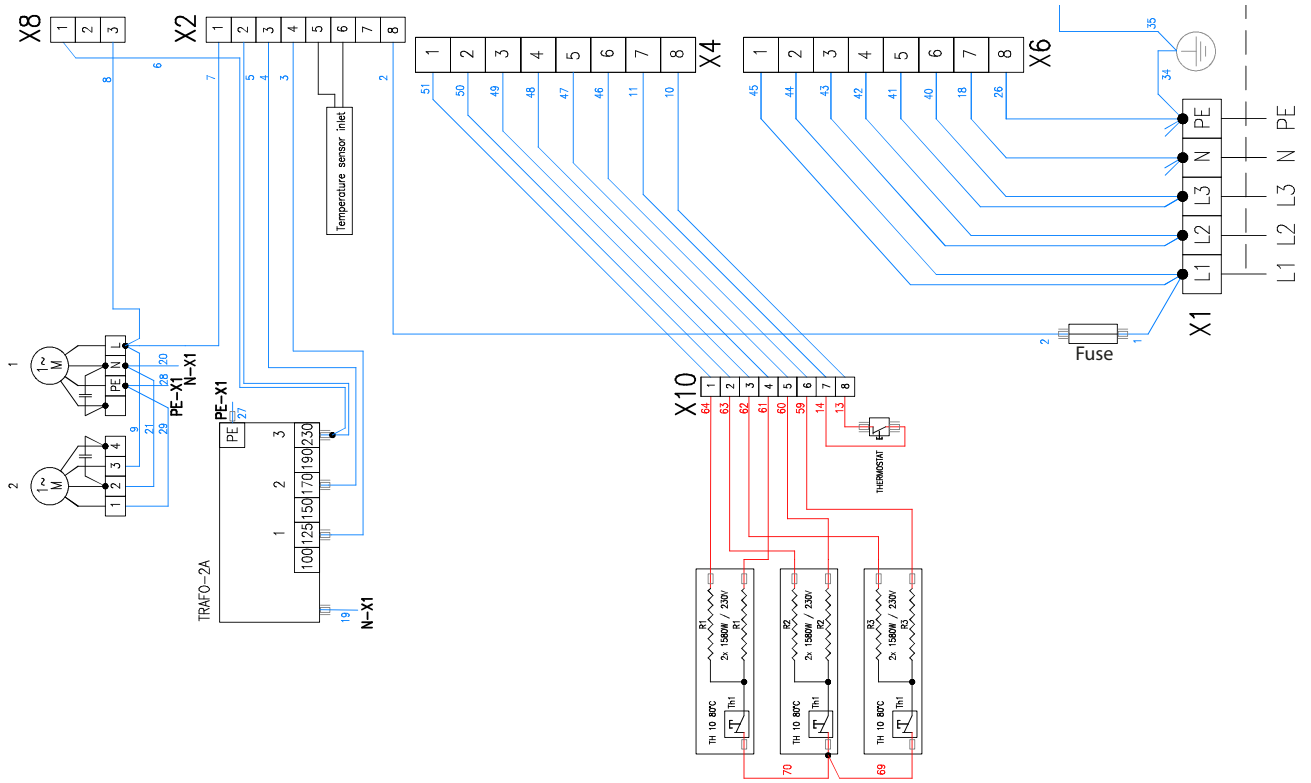 X8
1
2
3
X2
1
2
3
4
5
6
7
8
X4
1
2
3
4
5
6
7
8
X6
1
2
3
4
5
6
7
8
8
6
7
5
4
3
2
51
50
49
48
47
46
11
10
45
44
43
42
41
40
18
26
34
35
Temperature sensor inlet
X1
L1
L2
L3
N
PE
L1
L2
L3
N
PE
Fuse
2
1
1
1~
M
L
N
PE
20
28
N-X1
PE-X1
9
21
29
2
1~
M
4
3
2
1
TRAFO-2A
PE-X1
27
PE
3
2
1
230
190
170
150
125
100
19
N-X1
X10
1
2
3
4
5
6
7
8
64
63
62
61
60
59
14
13
THERMOSTAT
R1
R1
2x 1580W / 230V
TH 10 80°C
Th1
R2
R2
2x 1580W / 230V
TH 10 80°C
Th1
R3
R3
2x 1580W / 230V
TH 10 80°C
Th1
70
69